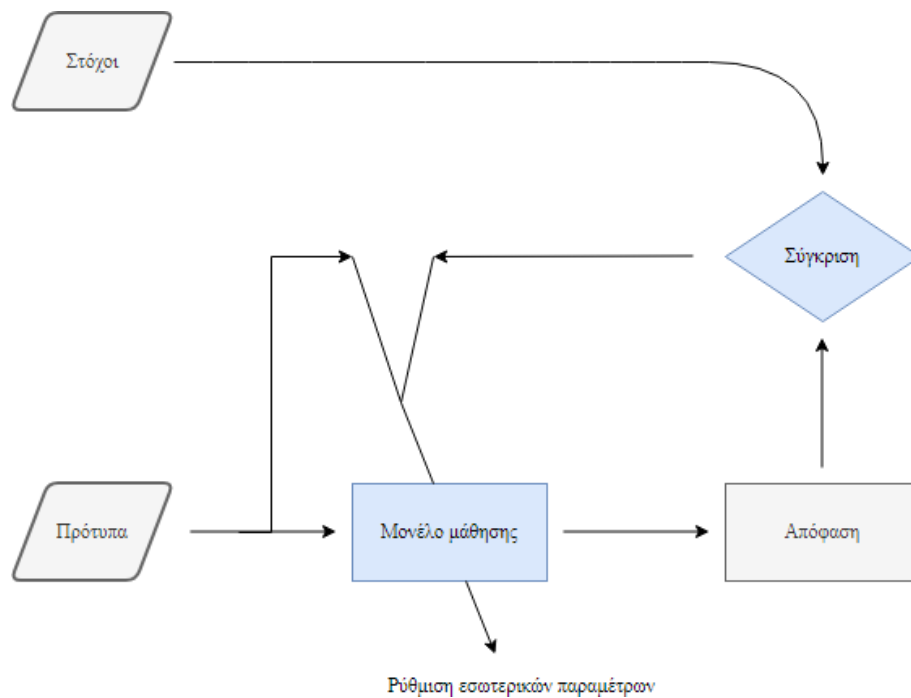 Στόχοι
Σύγκριση
Πρότυπα
Μονέλο μάθησης
Απόφαση
Ρύθμιση εσωτερικών παραμέτρων